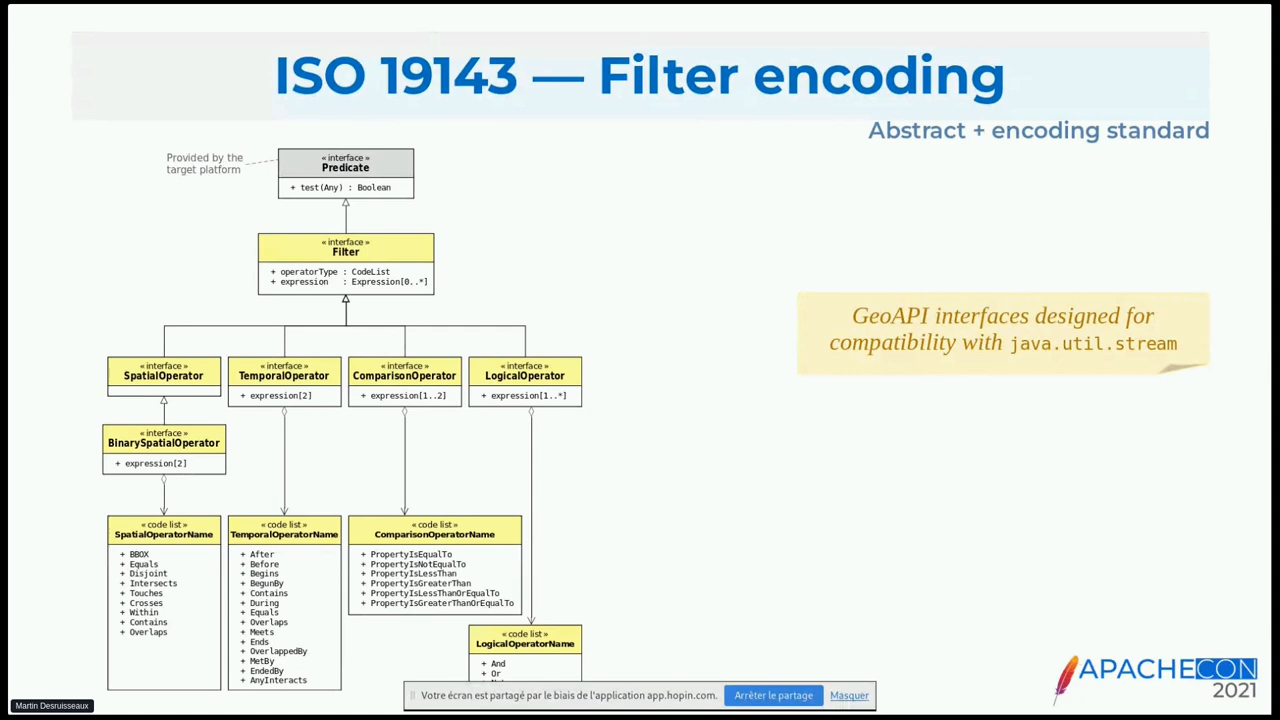 ISO 19143 — Filter encoding
Abstract + encoding standard
Provided by the
target platform
« interface »
Predicate
+ test(Any) : Boolean
« interface »
Filter
+ operatorType : CodeList
+ expression : Expression[0..*]
GeoAPI interfaces designed for
compatibility with java.util.stream
« interface »
SpatialOperator
« interface »
TemporalOperator
+ expression[2]
« interface »
ComparisonOperator
+ expression[1..2]
« interface »
LogicalOperator
+ expression[1..*]
« interface »
BinarySpatialOperator
+ expression[2]
« code list »
SpatialOperatorName
+ BBOX
+ Equals
+ Disjoint
+ Intersects
+ Touches
+ Crosses
+ Within
+ Contains
+ Overlaps
« code list »
TemporalOperatorName
+ After
+ Before
+ Begins
+ BegunBy
+ Contains
+ During
+ Equals
+ Overlaps
+ Meets
+ Ends
+ OverlappedBy
+ MetBy
+ EndedBy
+ AnyInteracts
« code list »
ComparisonOperatorName
+ PropertyIsEqualTo
+ PropertyIsNotEqualTo
+ PropertyIsLessThan
+ PropertyIsGreaterThan
+ PropertyIsLessThanOrEqualTo
+ PropertyIsGreaterThanOrEqualTo
« code list »
LogicalOperatorName
+ And
+ Or
Votre écran est partagé par le biais de l'application app.hopin.com.
Arrêter le partage
Masquer
APACHECON
2021
Martin Desruisseaux